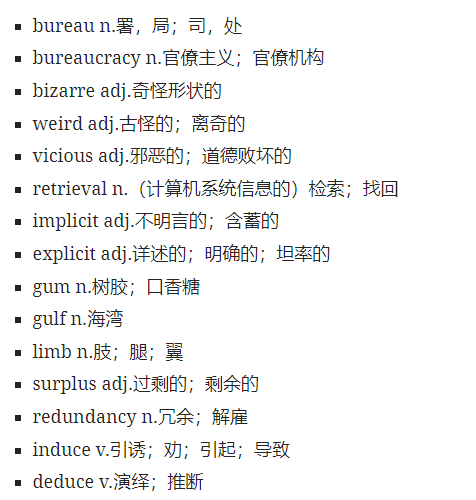 bureau n.署，局；司，处
bureaucracy n.官僚主义；官僚机构
bizarre adj.奇怪形状的
weird adj.古怪的；离奇的
vicious adj.邪恶的；道德败坏的
retrieval n.（计算机系统信息的）检索；找回
implicit adj.不明言的；含蓄的
explicit adj.详述的；明确的；坦率的
gum n.树胶；口香糖
gulf n.海湾
limb n.肢；腿；翼
surplus adj.过剩的；剩余的
redundancy n.冗余；解雇
induce v.引诱；劝；引起；导致
deduce v.演绎；推断